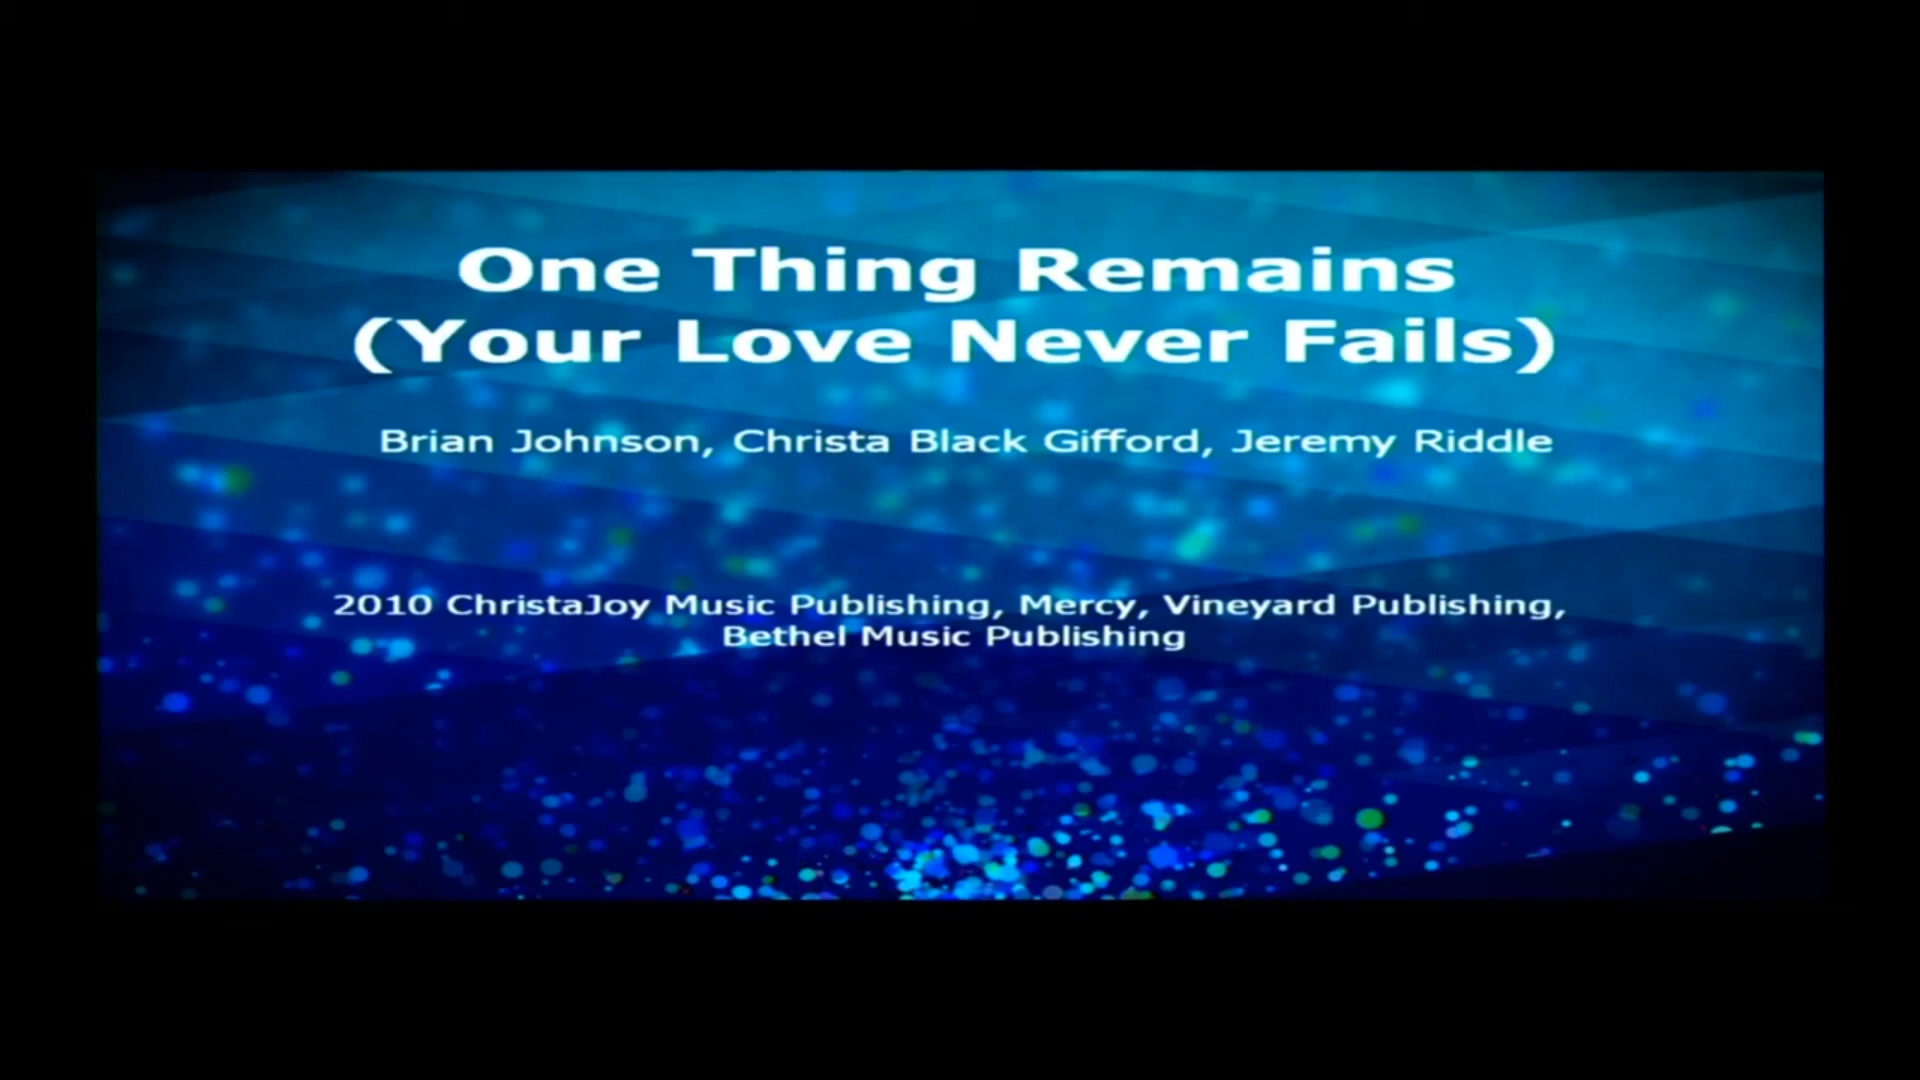 One Thing Remains
(Your Love Never Fails)
Brian Johnson, Christa Black Gifford, Jeremy Riddle
2010 ChristaJoy Music Publishing, Mercy, Vineyard Publishing,
Bethel Music Publishing